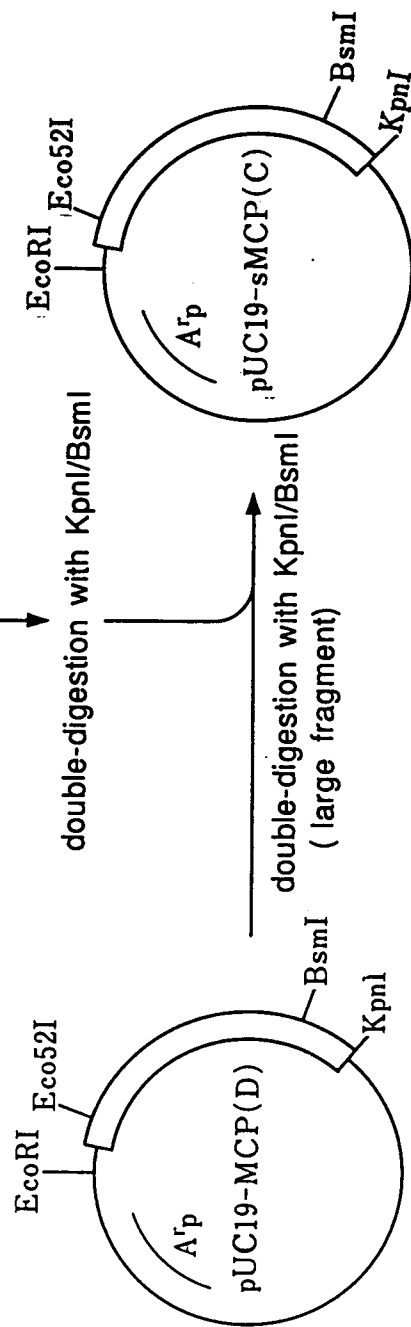 double-digestion with KpnI/BsmI
EcoRI
Eco52I
Aʳp
pUC19-MCP(D)
BsmI
KpnI
double-digestion with KpnI/BsmI
( large fragment)
EcoRI
Eco52I
Aʳp
pUC19-sMCP(C)
BsmI
KpnI